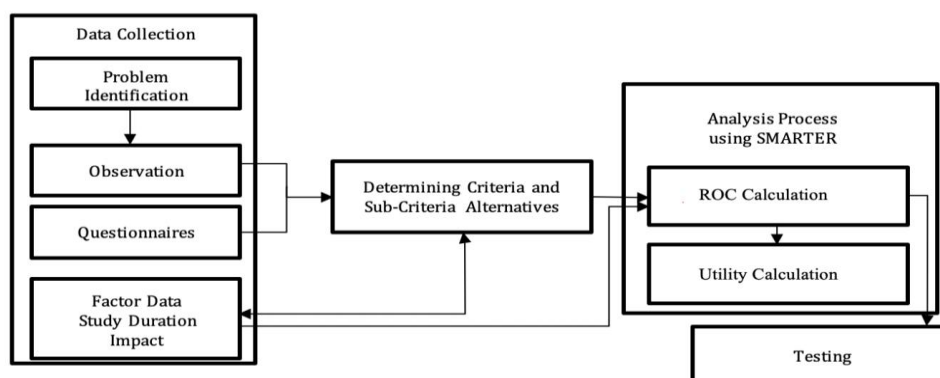 Data Collection
Problem
Identification
Observation
Questionnaires
Factor Data
Study Duration
Impact
Determining Criteria and
Sub-Criteria Alternatives
Analysis Process
using SMARTER
ROC Calculation
Utility Calculation
Testing